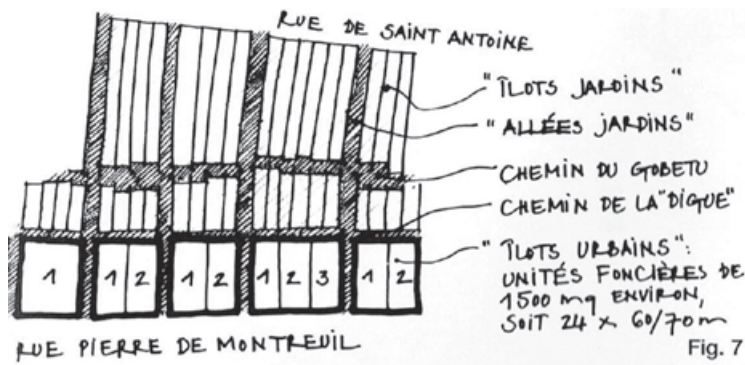 RUE DE SAINT ANTOINE
"ÎLOTS JARDINS"
"ALLÉES JARDINS"
CHEMIN DU GOBETU
CHEMIN DE LA "DIGUE"
"ÎLOTS URBAINS":
UNITÉS FONCIÈRES DE
1500 mq ENVIRON,
SOIT 24 x 60/70m
1 1 2 1 2 1 2 3 1 2
RUE PIERRE DE MONTREUIL
Fig. 7